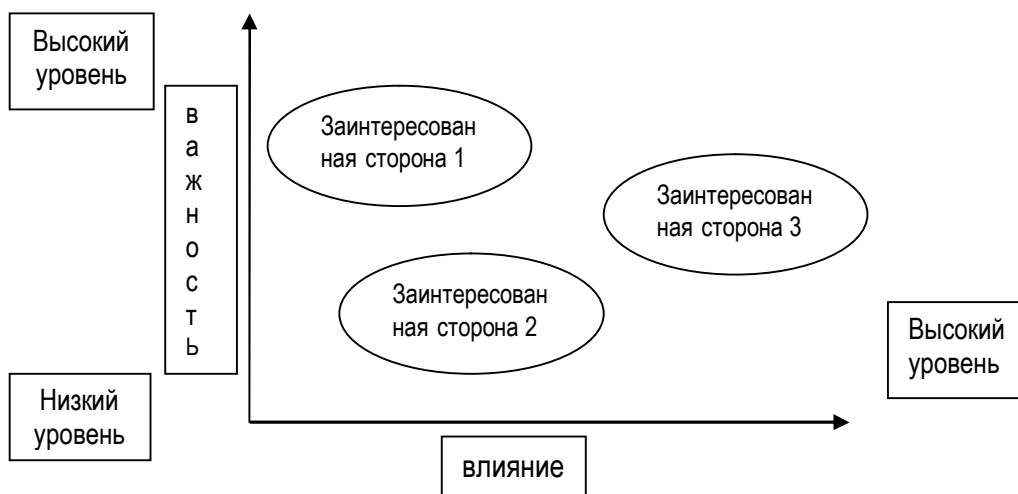 Высокий
уровень
в
а
ж
н
о
с
т
ь
Заинтересован
ная сторона 1
Заинтересован
ная сторона 3
Заинтересован
ная сторона 2
Высокий
уровень
Низкий
уровень
влияние